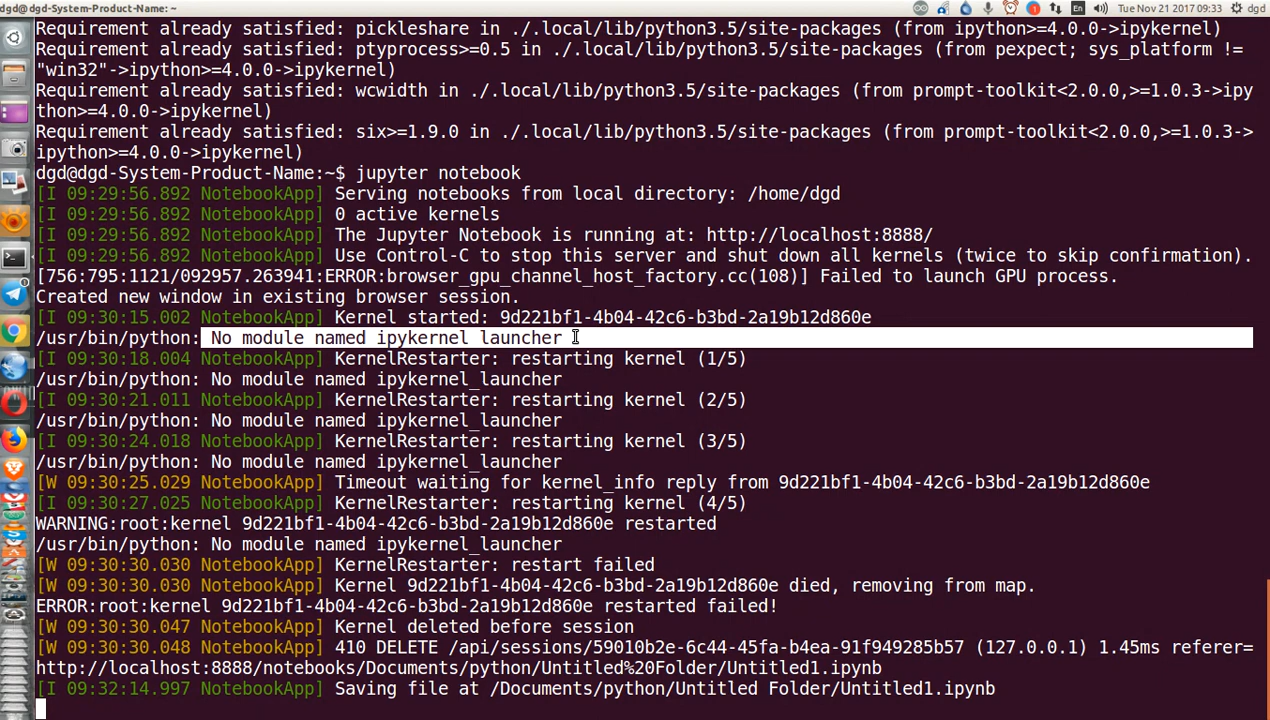 dgd@dgd-System-Product-Name: ~
En
Tue Nov 21 2017 09:33
dgd
Requirement already satisfied: pickleshare in ./.local/lib/python3.5/site-packages (from ipython>=4.0.0->ipykernel)
Requirement already satisfied: ptyprocess>=0.5 in ./.local/lib/python3.5/site-packages (from pexpect; sys_platform !=
"win32"->ipython>=4.0.0->ipykernel)
Requirement already satisfied: wcwidth in ./.local/lib/python3.5/site-packages (from prompt-toolkit<2.0.0,>=1.0.3->ipy
thon>=4.0.0->ipykernel)
Requirement already satisfied: six>=1.9.0 in ./.local/lib/python3.5/site-packages (from prompt-toolkit<2.0.0,>=1.0.3->
ipython>=4.0.0->ipykernel)
dgd@dgd-System-Product-Name:~$ jupyter notebook
[I 09:29:56.892 NotebookApp] Serving notebooks from local directory: /home/dgd
[I 09:29:56.892 NotebookApp] 0 active kernels
[I 09:29:56.892 NotebookApp] The Jupyter Notebook is running at: http://localhost:8888/
[I 09:29:56.892 NotebookApp] Use Control-C to stop this server and shut down all kernels (twice to skip confirmation).
[756:795:1121/092957.263941:ERROR:browser_gpu_channel_host_factory.cc(108)] Failed to launch GPU process.
Created new window in existing browser session.
[I 09:30:15.002 NotebookApp] Kernel started: 9d221bf1-4b04-42c6-b3bd-2a19b12d860e
/usr/bin/python: No module named ipykernel_launcher
[I 09:30:18.004 NotebookApp] KernelRestarter: restarting kernel (1/5)
/usr/bin/python: No module named ipykernel_launcher
[I 09:30:21.011 NotebookApp] KernelRestarter: restarting kernel (2/5)
/usr/bin/python: No module named ipykernel_launcher
[I 09:30:24.018 NotebookApp] KernelRestarter: restarting kernel (3/5)
/usr/bin/python: No module named ipykernel_launcher
[W 09:30:25.029 NotebookApp] Timeout waiting for kernel_info reply from 9d221bf1-4b04-42c6-b3bd-2a19b12d860e
[I 09:30:27.025 NotebookApp] KernelRestarter: restarting kernel (4/5)
WARNING:root:kernel 9d221bf1-4b04-42c6-b3bd-2a19b12d860e restarted
/usr/bin/python: No module named ipykernel_launcher
[W 09:30:30.030 NotebookApp] KernelRestarter: restart failed
[W 09:30:30.030 NotebookApp] Kernel 9d221bf1-4b04-42c6-b3bd-2a19b12d860e died, removing from map.
ERROR:root:kernel 9d221bf1-4b04-42c6-b3bd-2a19b12d860e restarted failed!
[W 09:30:30.047 NotebookApp] Kernel deleted before session
[W 09:30:30.048 NotebookApp] 410 DELETE /api/sessions/59010b2e-6c44-45fa-b4ea-91f949285b57 (127.0.0.1) 1.45ms referer=
http://localhost:8888/notebooks/Documents/python/Untitled%20Folder/Untitled1.ipynb
[I 09:32:14.997 NotebookApp] Saving file at /Documents/python/Untitled Folder/Untitled1.ipynb